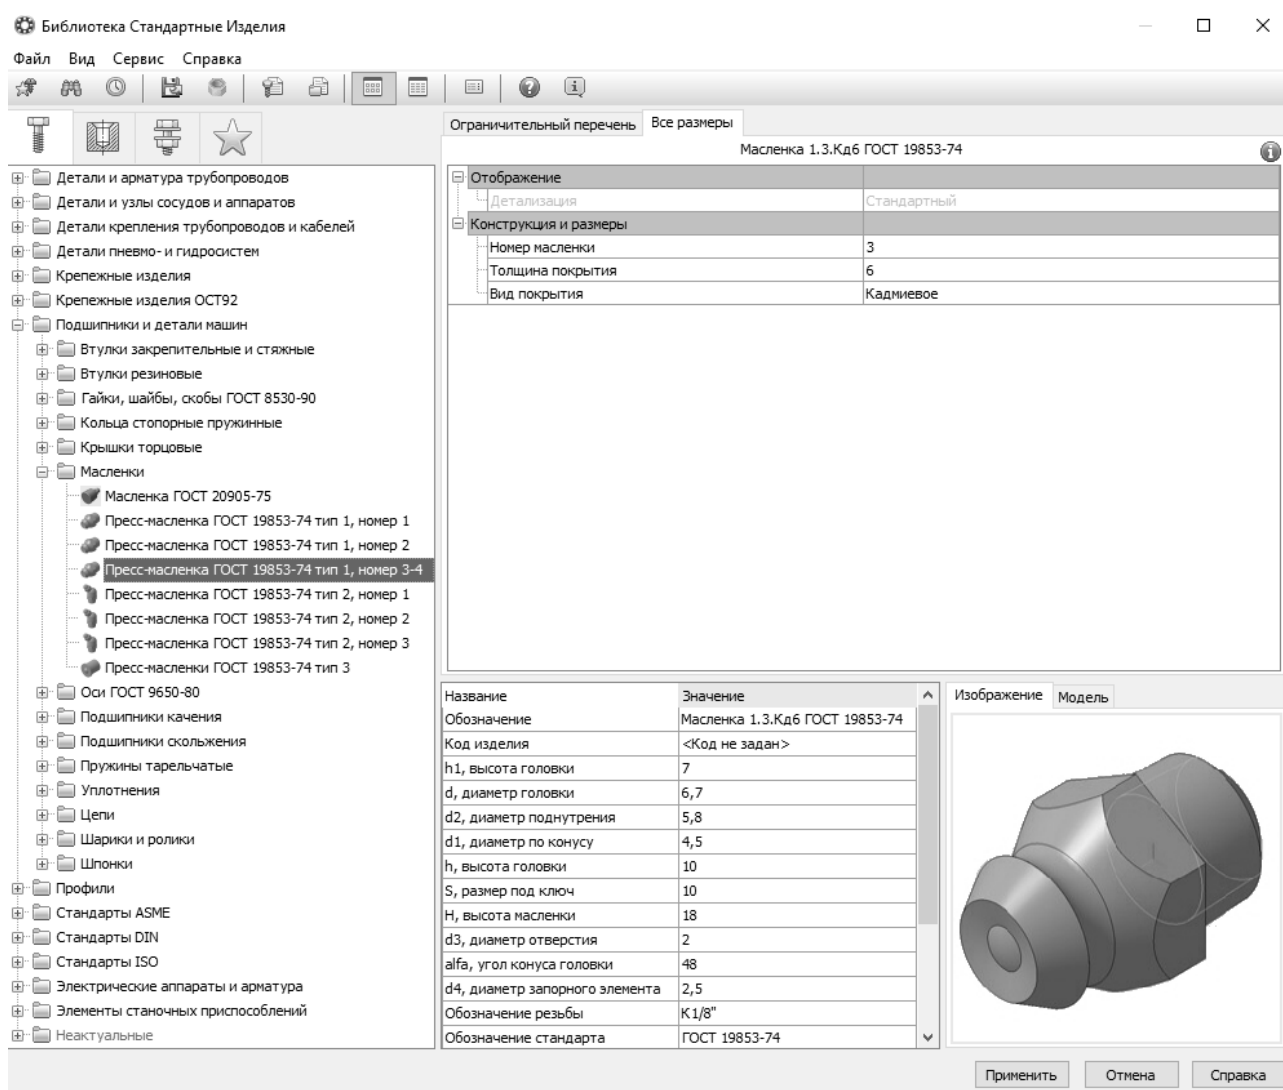 Библиотека Стандартные Изделия
Файл Вид Сервис Справка
Ограничительный перечень Все размеры
Масленка 1.3.Кд6 ГОСТ 19853-74
Детали и арматура трубопроводов
Детали и узлы сосудов и аппаратов
Детали крепления трубопроводов и кабелей
Детали пневмо- и гидросистем
Крепежные изделия
Крепежные изделия ОСТ92
Подшипники и детали машин
Втулки закрепительные и стяжные
Втулки резиновые
Гайки, шайбы, скобы ГОСТ 8530-90
Кольца стопорные пружинные
Крышки торцовые
Масленки
Масленка ГОСТ 20905-75
Пресс-масленка ГОСТ 19853-74 тип 1, номер 1
Пресс-масленка ГОСТ 19853-74 тип 1, номер 2
Пресс-масленка ГОСТ 19853-74 тип 1, номер 3-4
Пресс-масленка ГОСТ 19853-74 тип 2, номер 1
Пресс-масленка ГОСТ 19853-74 тип 2, номер 2
Пресс-масленка ГОСТ 19853-74 тип 2, номер 3
Пресс-масленки ГОСТ 19853-74 тип 3
Оси ГОСТ 9650-80
Подшипники качения
Подшипники скольжения
Пружины тарельчатые
Уплотнения
Цепи
Шарики и ролики
Шпонки
Профили
Стандарты ASME
Стандарты DIN
Стандарты ISO
Электрические аппараты и арматура
Элементы станочных приспособлений
Неактуальные
Отображение
Детализация Стандартный
Конструкция и размеры
Номер масленки 3
Толщина покрытия 6
Вид покрытия Кадмиевое
Название Значение
Обозначение Масленка 1.3.Кд6 ГОСТ 19853-74
Код изделия <Код не задан>
h1, высота головки 7
d, диаметр головки 6,7
d2, диаметр поднутрения 5,8
d1, диаметр по конусу 4,5
h, высота головки 10
S, размер под ключ 10
H, высота масленки 18
d3, диаметр отверстия 2
alfa, угол конуса головки 48
d4, диаметр запорного элемента 2,5
Обозначение резьбы К1/8"
Обозначение стандарта ГОСТ 19853-74
Изображение Модель
Применить Отмена Справка